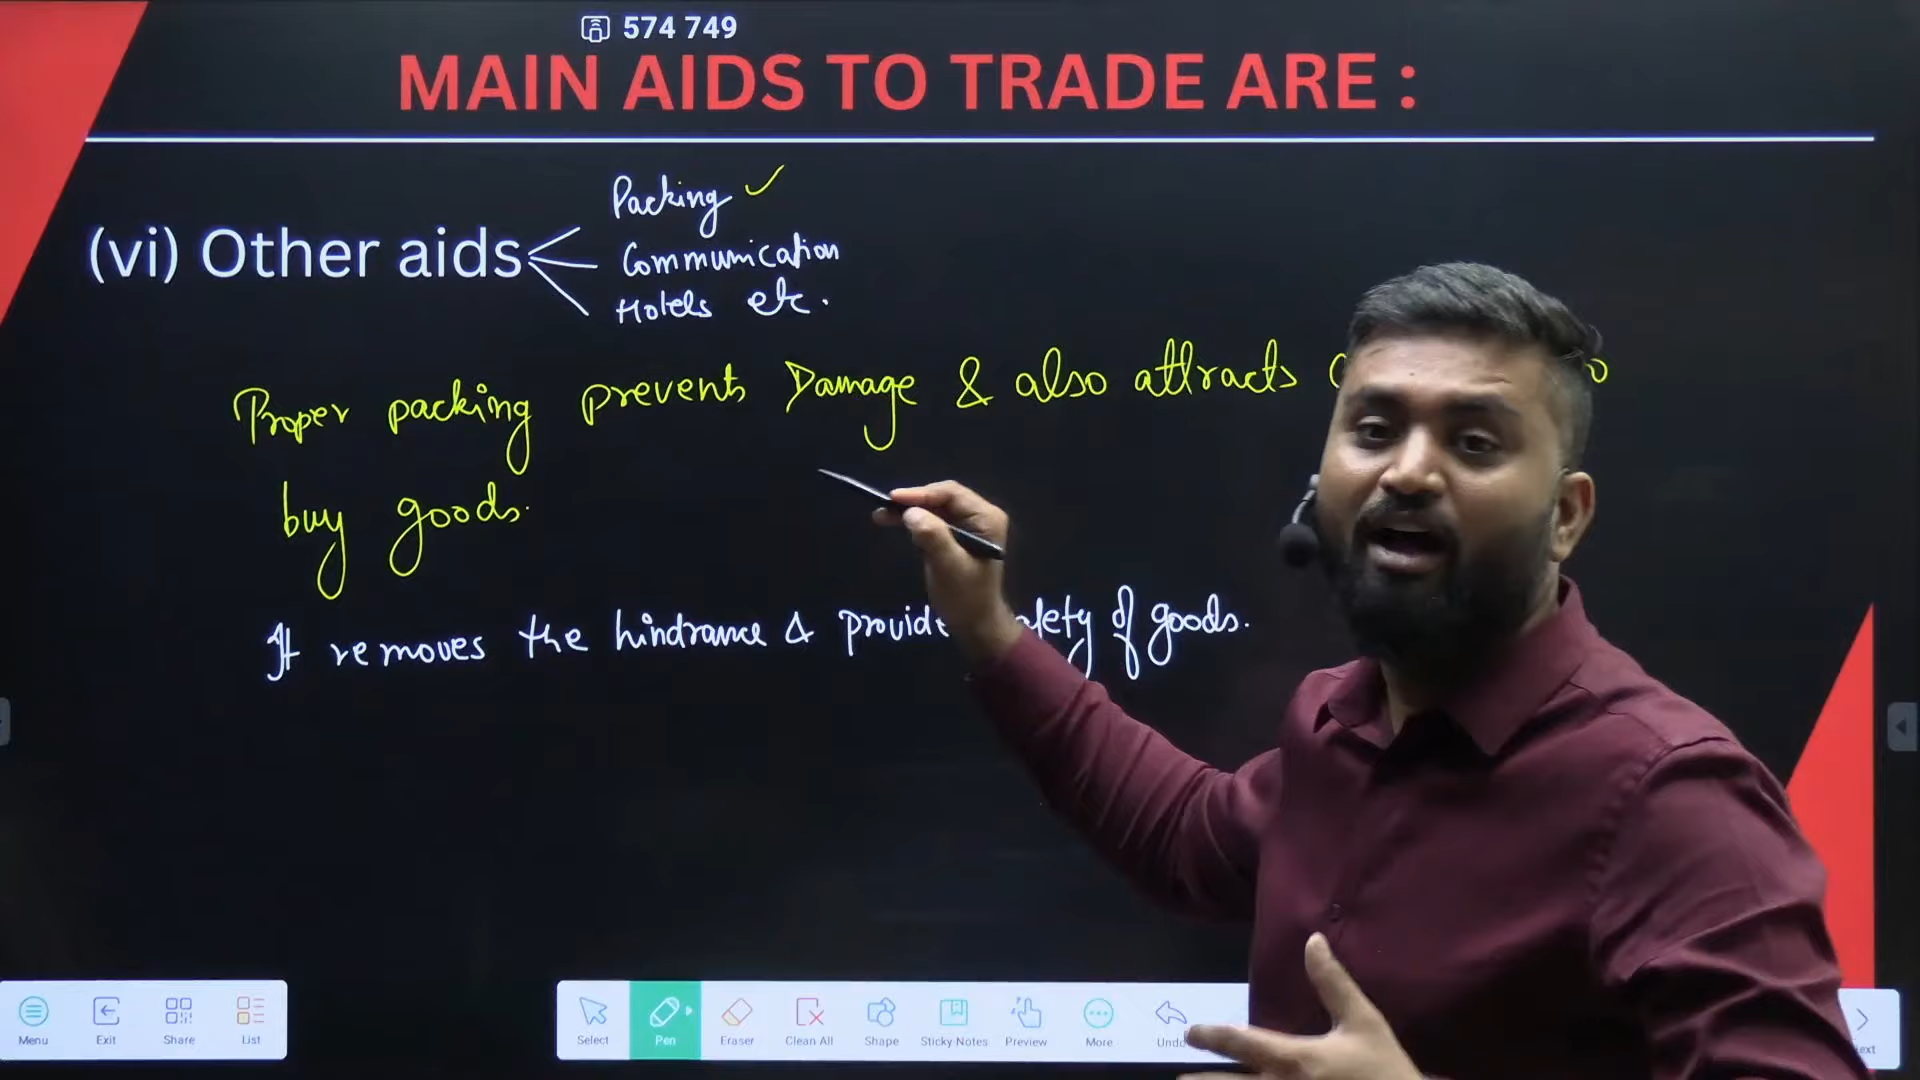 574 749
MAIN AIDS TO TRADE ARE :
Packing
(vi) Other aids
Communication
Hotels etc.
Proper packing prevents Damage & also attracts
buy goods.
It removes the hindrance & provide of goods.
Menu Exit Share List Select Pen Eraser Clean All Shape Sticky Notes Preview More Undo